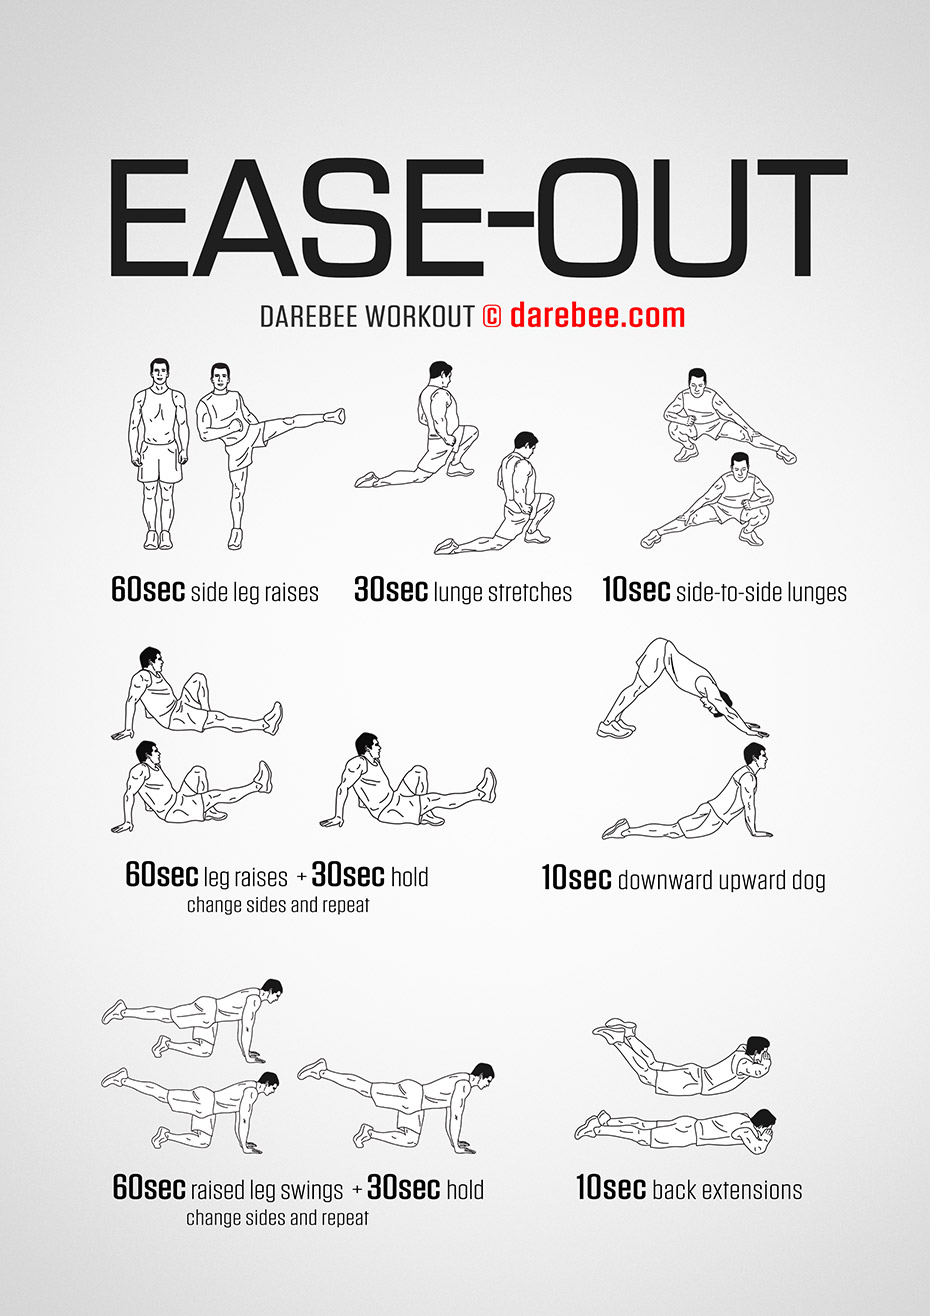 EASE-OUT
DAREBEE WORKOUT © darebee.com
60sec side leg raises
30sec lunge stretches
10sec side-to-side lunges
60sec leg raises + 30sec hold
change sides and repeat
10sec downward upward dog
60sec raised leg swings + 30sec hold
change sides and repeat
10sec back extensions